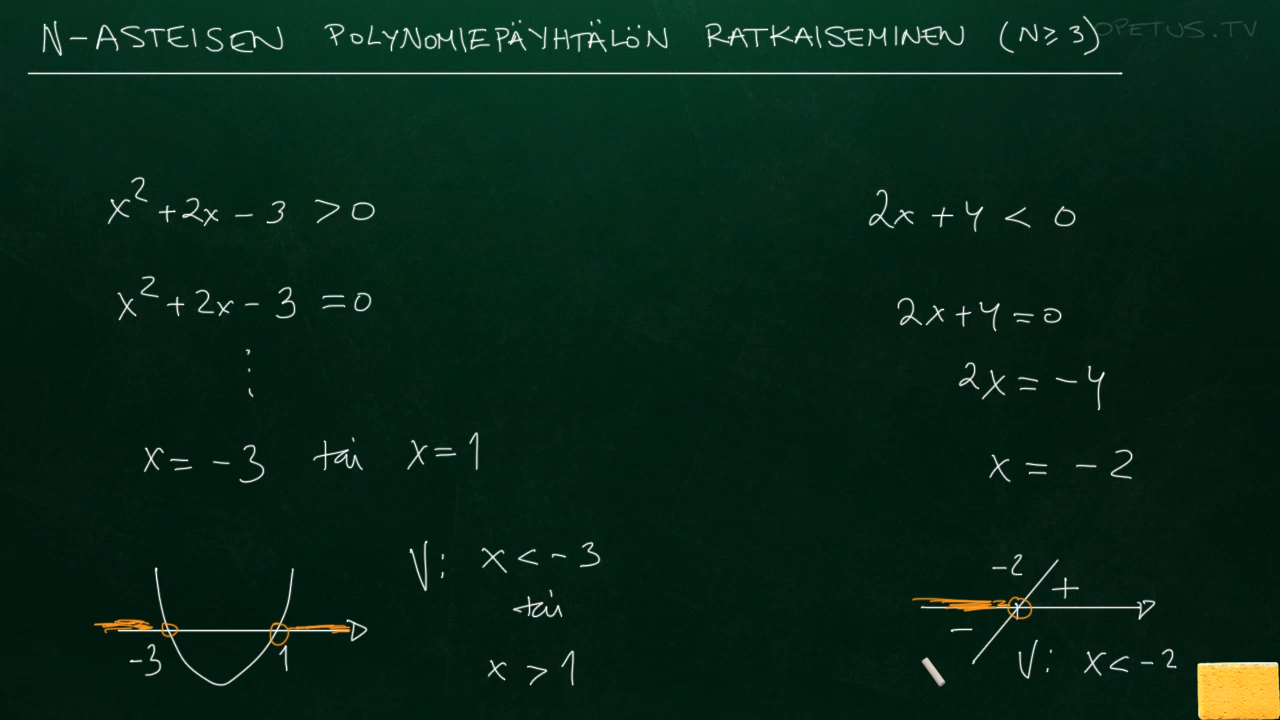 N-ASTEISEN POLYNOMIEPÄYHTÄLÖN RATKAISEMINEN (N≥3)
OPETUS.TV
x²+2x-3 >0
x²+2x-3 =0
⋮
x=-3 tai x=1
V: x<-3
tai
x>1
-3 1
2x+4<0
2x+4=0
2x=-4
x=-2
-2 +
-
V: x<-2